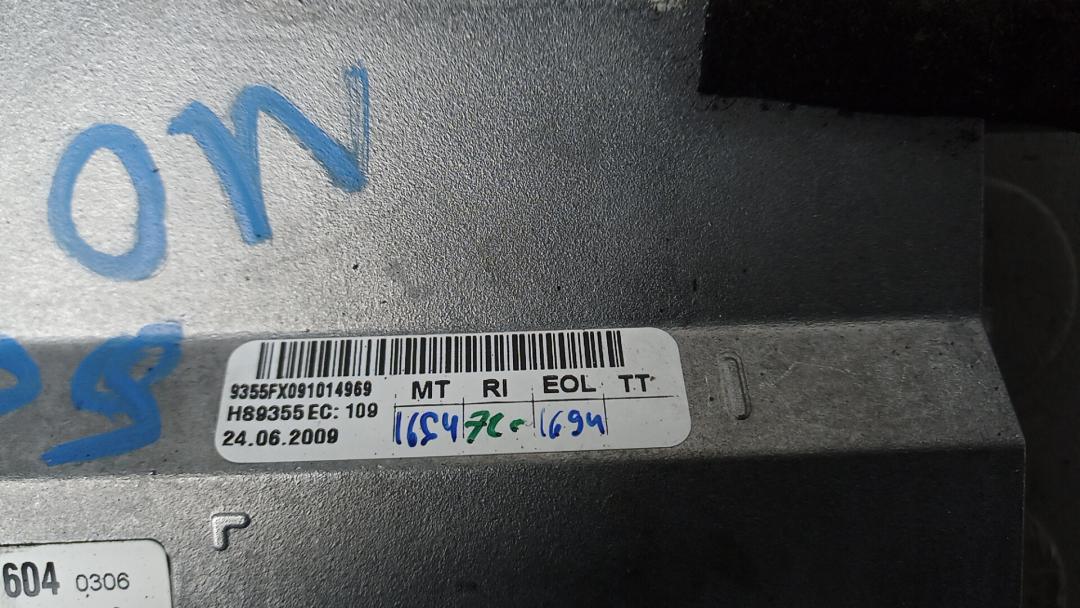 ON
9355FX091014969
MT RI EOL TT
H89355 EC: 109
24.06.2009
1654 7C 1694
604 0306